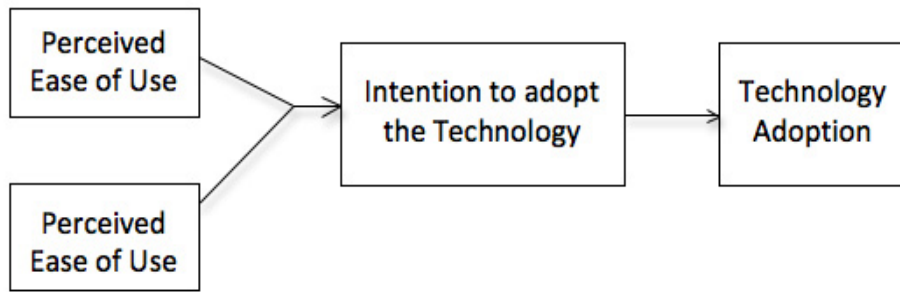 Perceived
Ease of Use
Perceived
Ease of Use
Intention to adopt
the Technology
Technology
Adoption